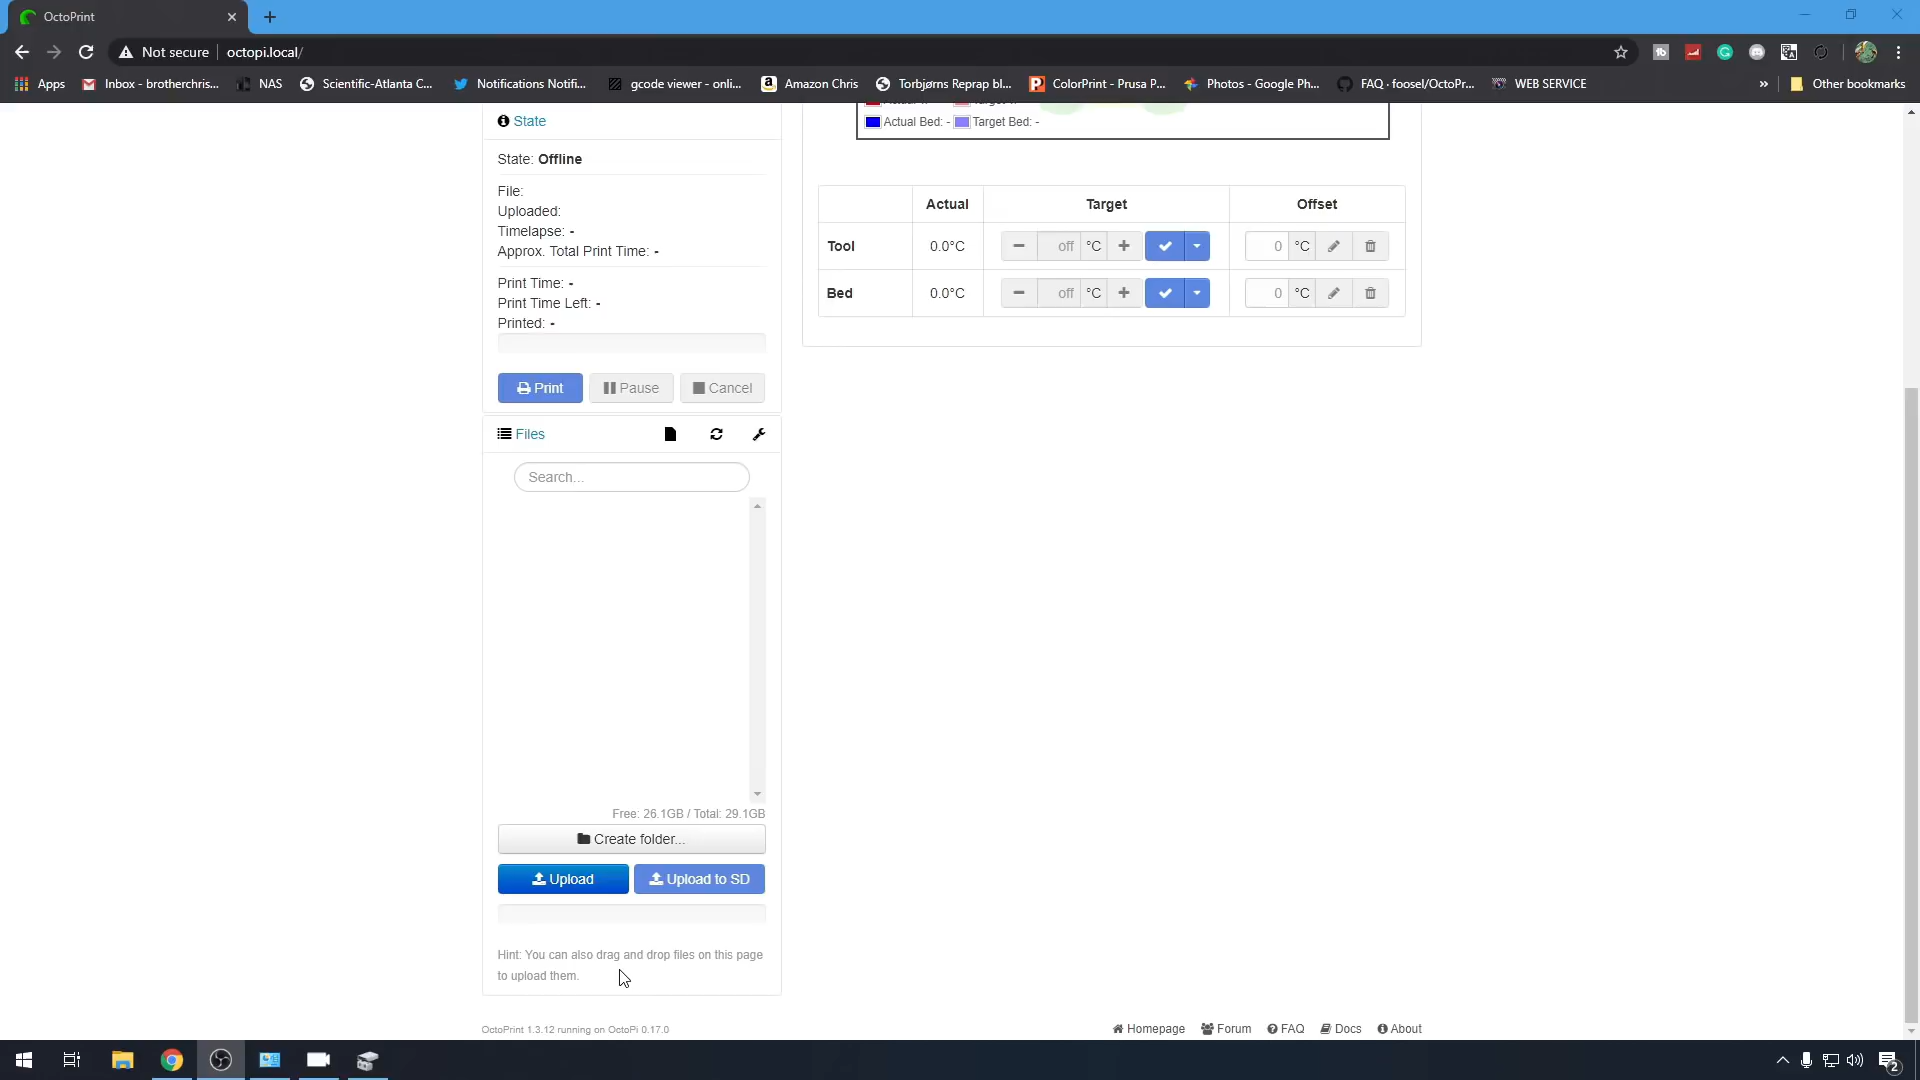 OctoPrint
Not secure octopi.local/
Apps Inbox - brotherchris... NAS Scientific-Atlanta C... Notifications Notifi... gcode viewer - onli... Amazon Chris Torbjørns Reprap bl... ColorPrint - Prusa P... Photos - Google Ph... FAQ · foosel/OctoPr... WEB SERVICE » Other bookmarks
State
State: Offline
File:
Uploaded:
Timelapse: -
Approx. Total Print Time: -
Print Time: -
Print Time Left: -
Printed: -
Print Pause Cancel
Files
Search...
Free: 26.1GB / Total: 29.1GB
Create folder...
Upload Upload to SD
Hint: You can also drag and drop files on this page
to upload them.
Actual Bed: - Target Bed: -
Actual Target Offset
Tool 0.0°C off °C 0 °C
Bed 0.0°C off °C 0 °C
OctoPrint 1.3.12 running on OctoPi 0.17.0
Homepage Forum FAQ Docs About
2